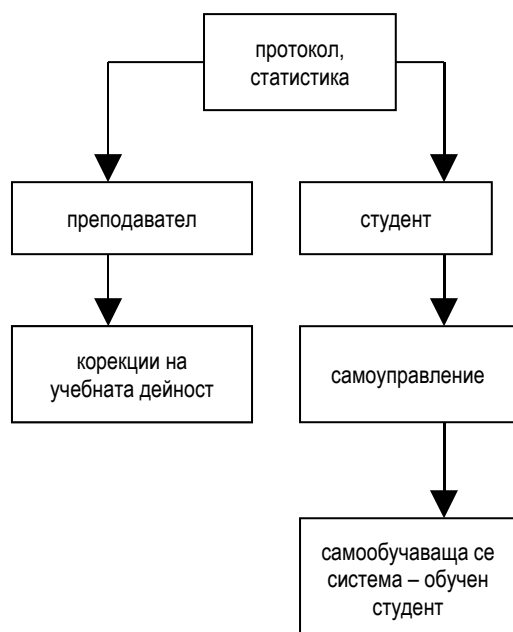 протокол,
статистика
преподавател
студент
корекции на
учебната дейност
самоуправление
самообучаваща се
система – обучен
студент